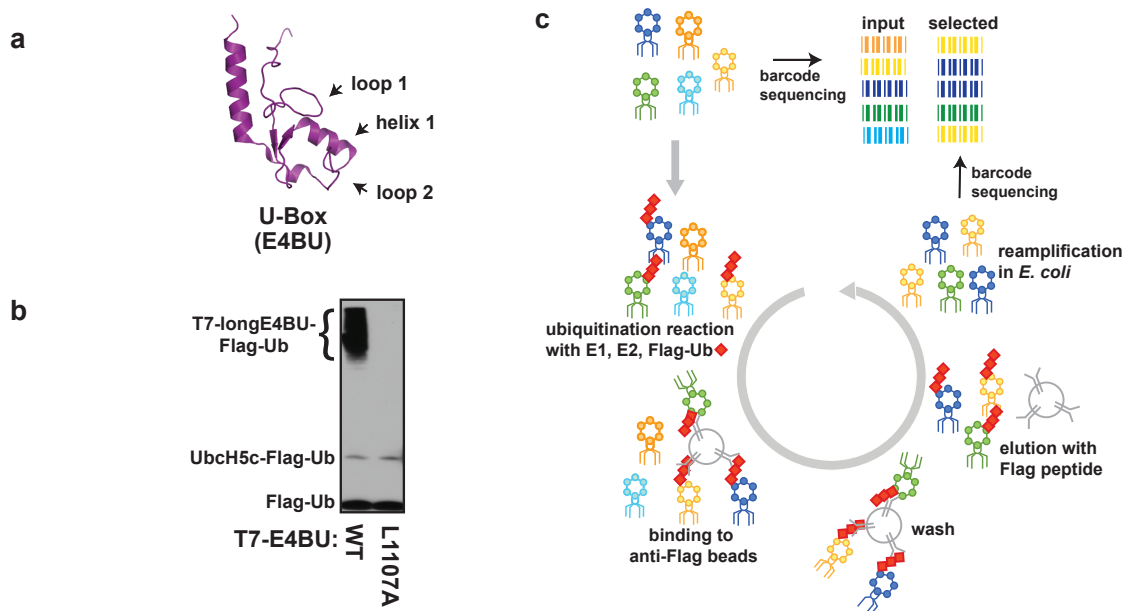 a
loop 1
helix 1
loop 2
U-Box
(E4BU)
b
T7-longE4BU-
Flag-Ub
UbcH5c-Flag-Ub
Flag-Ub
T7-E4BU:
WT
L1107A
c
barcode
sequencing
input
selected
barcode
sequencing
reamplification
in E. coli
ubiquitination reaction
with E1, E2, Flag-Ub
elution with
Flag peptide
binding to
anti-Flag beads
wash